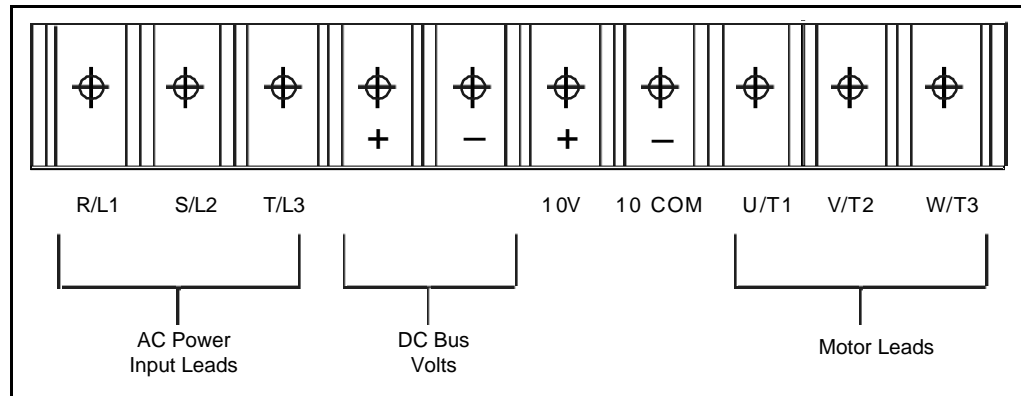 + – + –
R/L1 S/L2 T/L3 10V 10 COM U/T1 V/T2 W/T3
AC Power
Input Leads
DC Bus
Volts
Motor Leads